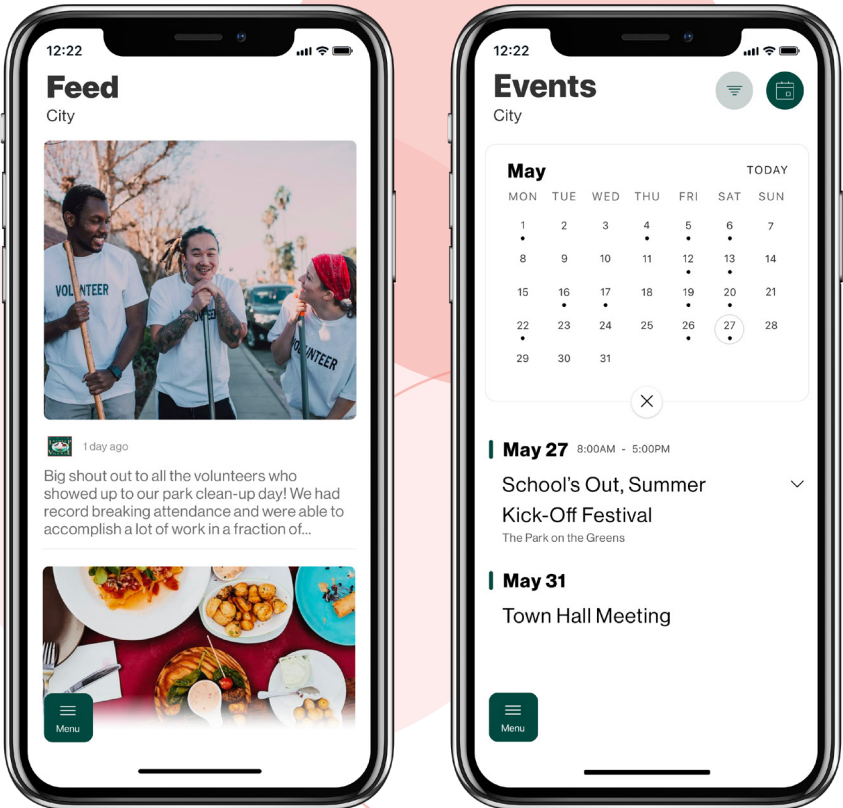 12:22
Feed
City
VOLUNTEER
VOLUNTEER
1 day ago
Big shout out to all the volunteers who
showed up to our park clean-up day! We had
record breaking attendance and were able to
accomplish a lot of work in a fraction of...
Menu
12:22
Events
City
May TODAY
MON TUE WED THU FRI SAT SUN
1 2 3 4 5 6 7
8 9 10 11 12 13 14
15 16 17 18 19 20 21
22 23 24 25 26 27 28
29 30 31
May 27 8:00AM - 5:00PM
School's Out, Summer
Kick-Off Festival
The Park on the Greens
May 31
Town Hall Meeting
Menu